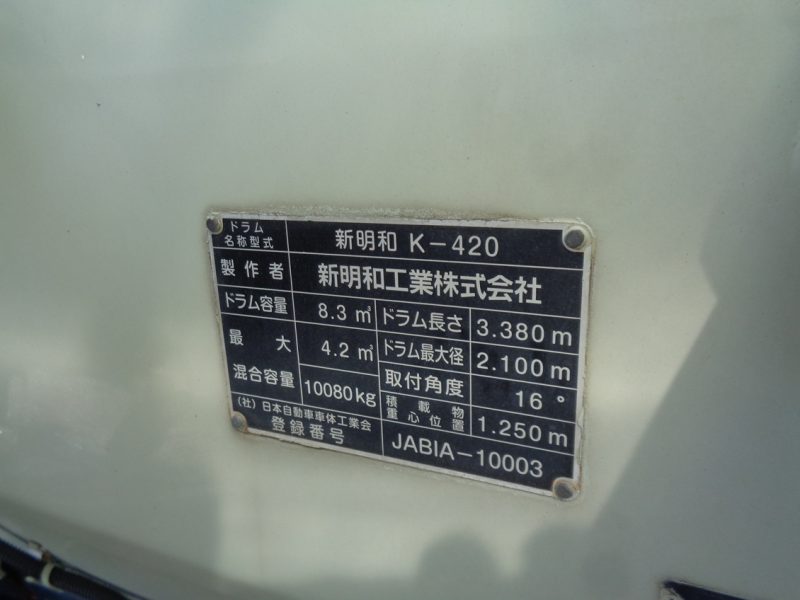 ドラム
名称型式 新明和 K-420
製作者 新明和工業株式会社
ドラム容量 8.3 ㎥ ドラム長さ 3.380 m
最大 4.2 ㎥ ドラム最大径 2.100 m
混合容量 10080kg 取付角度 16°
積載物
重心位置 1.250 m
(社)日本自動車車体工業会
登録番号 JABIA-10003